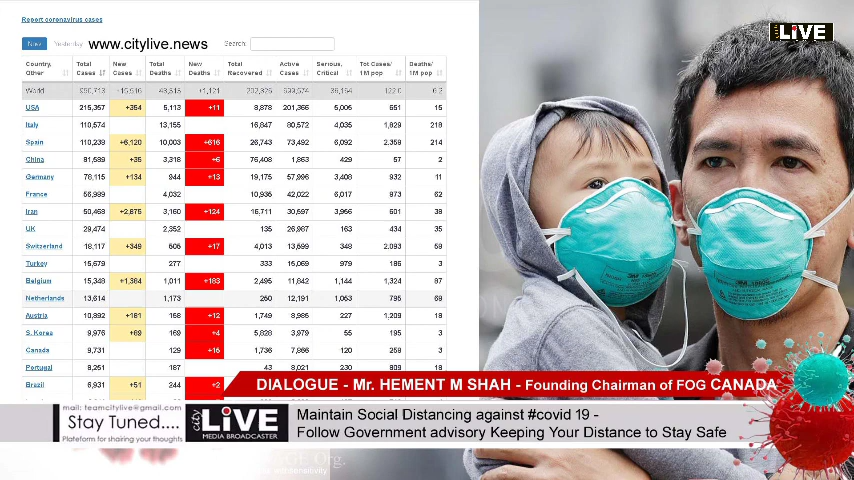 Report coronavirus cases
Now Yesterday www.citylive.news Search:
Country, Other Total Cases New Cases Total Deaths New Deaths Total Recovered Active Cases Serious, Critical Tot Cases/ 1M pop Deaths/ 1M pop
World
USA 215,357 +354 5,113 +11 8,878 201,366 5,005 651 15
Italy 110,574 13,155 16,847 80,572 4,035 1,829 218
Spain 110,239 +6,120 10,003 +616 26,743 73,492 6,092 2,358 214
China 81,589 +35 3,318 +6 76,408 1,863 429 57 2
Germany 78,115 +134 944 +13 19,175 57,996 3,408 932 11
France 56,989 4,032 10,935 42,022 6,017 873 62
Iran 50,468 +2,875 3,160 +124 16,711 30,597 3,956 601 38
UK 29,474 2,352 135 26,987 163 434 35
Switzerland 18,117 +349 505 +17 4,013 13,599 348 2,093 59
Turkey 15,679 277 333 15,069 979 186 3
Belgium 15,348 +1,384 1,011 +183 2,495 11,842 1,144 1,324 87
Netherlands 13,614 1,173 250 12,191 1,053 795 68
Austria 10,892 +181 158 +12 1,749 8,985 227 1,209 18
S. Korea 9,976 +89 169 +4 5,828 3,979 55 195 3
Canada 9,731 129 +15 1,736 7,866 120 258 3
Portugal 8,251 187 43 8,021 230 809 18
Brazil 6,931 +51 244 +2
LIVE
DIALOGUE - Mr. HEMENT M SHAH - Founding Chairman of FOG CANADA
mail: teamcitylive@gmail.com
Stay Tuned....
Plateform for shairing your thoughts
city LiVE
MEDIA BROADCASTER
Maintain Social Distancing against #covid 19 -
Follow Government advisory Keeping Your Distance to Stay Safe